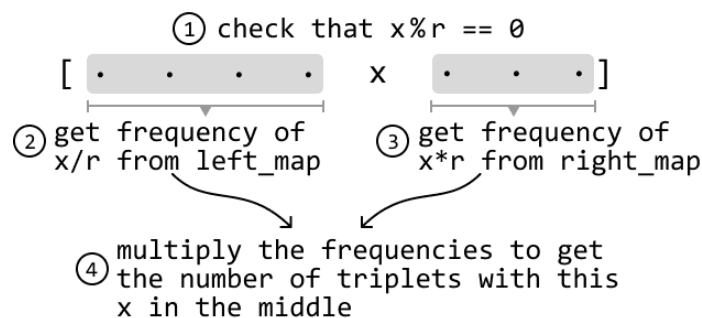 ① check that x%r == 0
[ x ]
② get frequency of
x/r from left_map
③ get frequency of
x*r from right_map
④ multiply the frequencies to get
the number of triplets with this
x in the middle